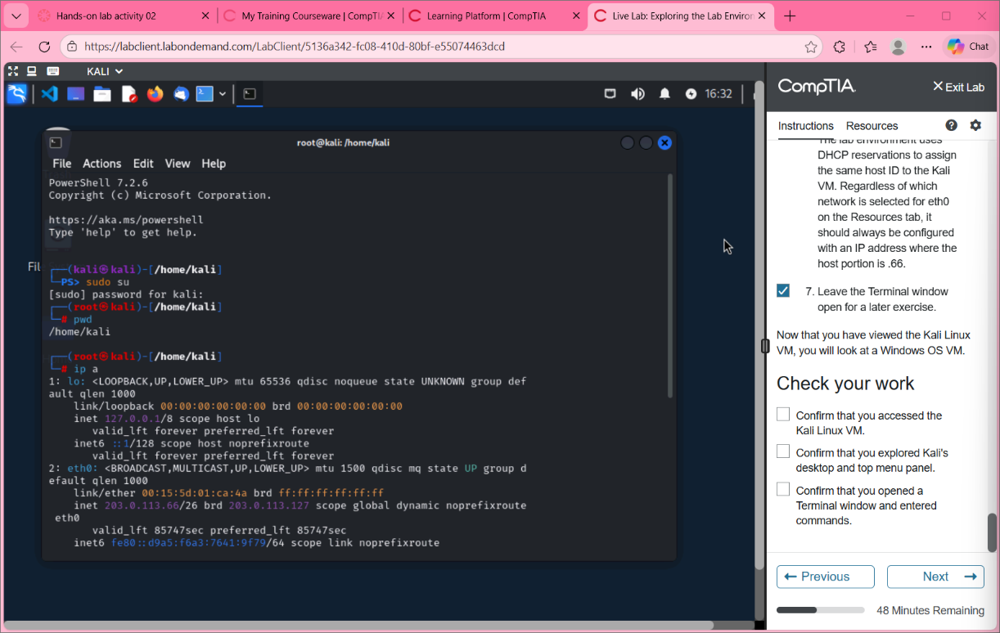 Hands-on lab activity 02
My Training Courseware | CompTIA
Learning Platform | CompTIA
Live Lab: Exploring the Lab Environ
https://labclient.labondemand.com/LabClient/5136a342-fc08-410d-80bf-e55074463dcd
Chat
KALI
16:32
root@kali: /home/kali
File Actions Edit View Help
PowerShell 7.2.6
Copyright (c) Microsoft Corporation.
https://aka.ms/powershell
Type 'help' to get help.
Fil
┌──(kali㉿kali)-[/home/kali]
└─PS> sudo su
[sudo] password for kali:
┌──(root㉿kali)-[/home/kali]
└─# pwd
/home/kali
┌──(root㉿kali)-[/home/kali]
└─# ip a
1: lo: <LOOPBACK,UP,LOWER_UP> mtu 65536 qdisc noqueue state UNKNOWN group def
ault qlen 1000
link/loopback 00:00:00:00:00:00 brd 00:00:00:00:00:00
inet 127.0.0.1/8 scope host lo
valid_lft forever preferred_lft forever
inet6 ::1/128 scope host noprefixroute
valid_lft forever preferred_lft forever
2: eth0: <BROADCAST,MULTICAST,UP,LOWER_UP> mtu 1500 qdisc mq state UP group d
efault qlen 1000
link/ether 00:15:5d:01:ca:4a brd ff:ff:ff:ff:ff:ff
inet 203.0.113.66/26 brd 203.0.113.127 scope global dynamic noprefixroute
eth0
valid_lft 85747sec preferred_lft 85747sec
inet6 fe80::d9a5:f6a3:7641:9f79/64 scope link noprefixroute
CompTIA.
Exit Lab
Instructions Resources
The lab environment uses
DHCP reservations to assign
the same host ID to the Kali
VM. Regardless of which
network is selected for eth0
on the Resources tab, it
should always be configured
with an IP address where the
host portion is .66.
7. Leave the Terminal window
open for a later exercise.
Now that you have viewed the Kali Linux
VM, you will look at a Windows OS VM.
Check your work
Confirm that you accessed the
Kali Linux VM.
Confirm that you explored Kali's
desktop and top menu panel.
Confirm that you opened a
Terminal window and entered
commands.
Previous
Next
48 Minutes Remaining